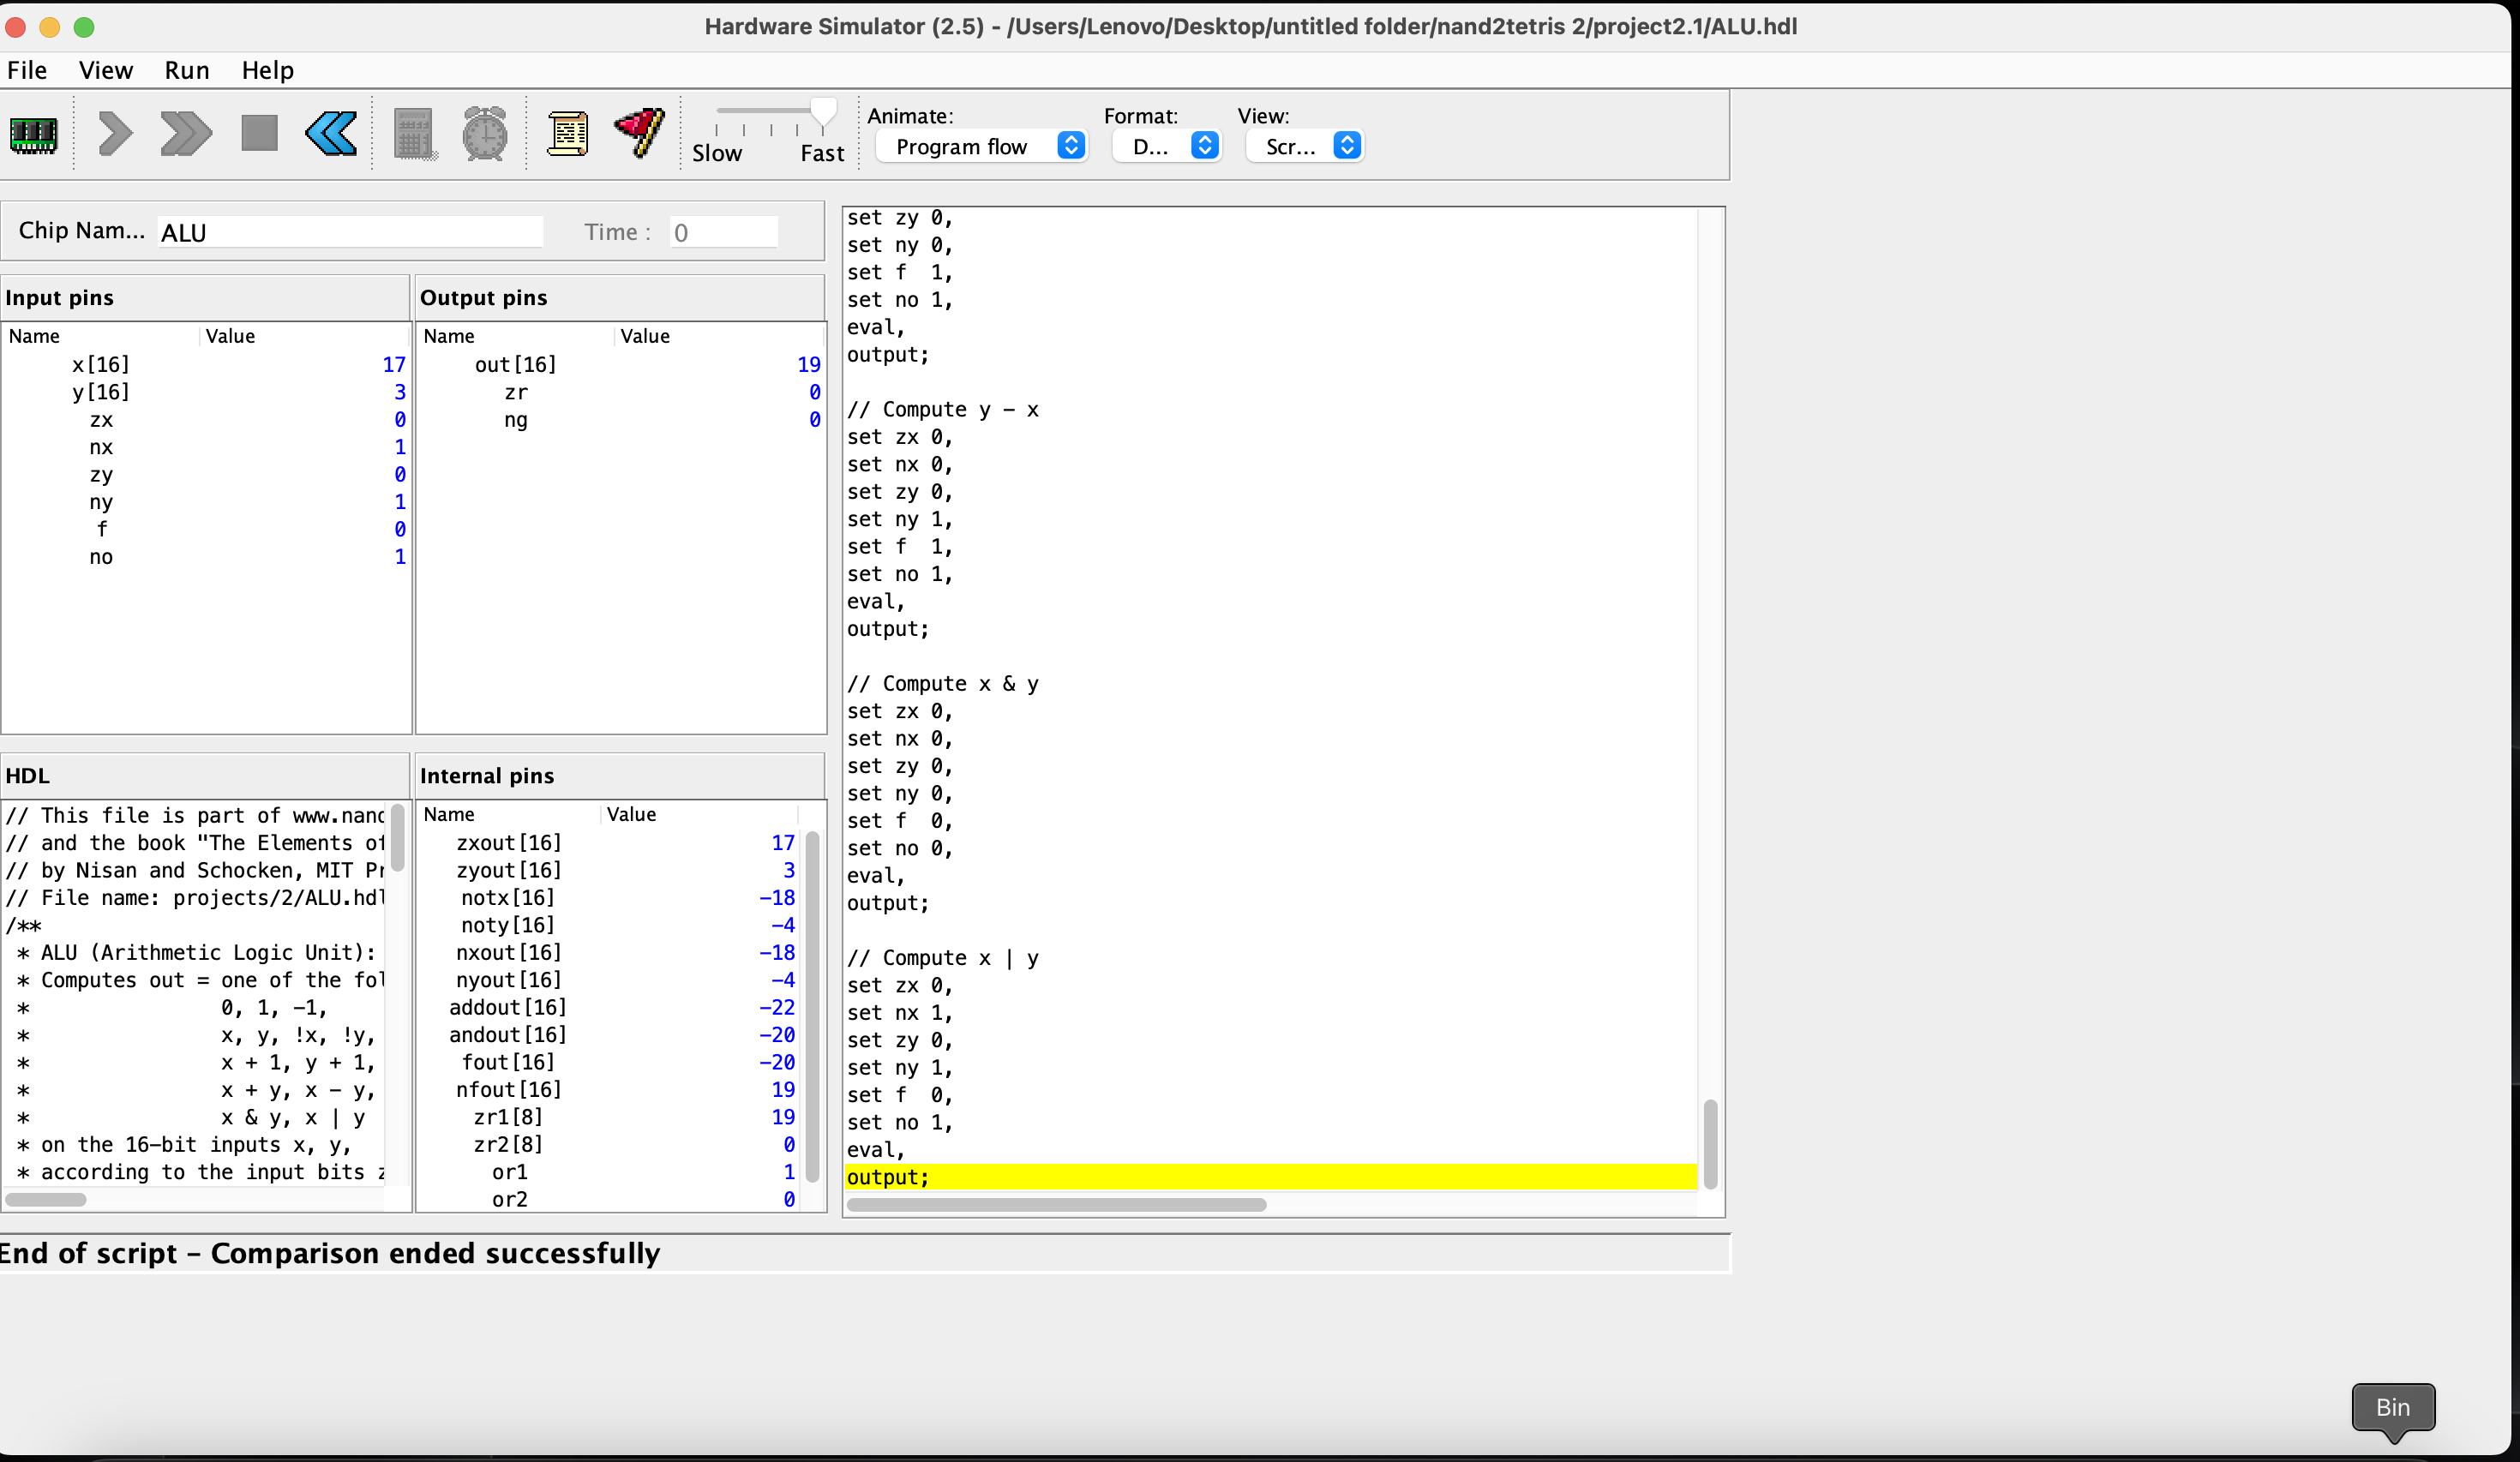 Hardware Simulator (2.5) - /Users/Lenovo/Desktop/untitled folder/nand2tetris 2/project2.1/ALU.hdl
File View Run Help
Slow Fast
Animate: Format: View:
Program flow D... Scr...
Chip Nam... ALU Time : 0
Input pins
Name Value
x[16] 17
y[16] 3
zx 0
nx 1
zy 0
ny 1
f 0
no 1
Output pins
Name Value
out[16] 19
zr 0
ng 0
HDL
// This file is part of www.nand
// and the book "The Elements of
// by Nisan and Schocken, MIT Pr
// File name: projects/2/ALU.hdl
/**
* ALU (Arithmetic Logic Unit):
* Computes out = one of the fol
* 0, 1, -1,
* x, y, !x, !y,
* x + 1, y + 1,
* x + y, x - y,
* x & y, x | y
* on the 16-bit inputs x, y,
* according to the input bits z
Internal pins
Name Value
zxout[16] 17
zyout[16] 3
notx[16] -18
noty[16] -4
nxout[16] -18
nyout[16] -4
addout[16] -22
andout[16] -20
fout[16] -20
nfout[16] 19
zr1[8] 19
zr2[8] 0
or1 1
or2 0
set zy 0,
set ny 0,
set f 1,
set no 1,
eval,
output;
// Compute y - x
set zx 0,
set nx 0,
set zy 0,
set ny 1,
set f 1,
set no 1,
eval,
output;
// Compute x & y
set zx 0,
set nx 0,
set zy 0,
set ny 0,
set f 0,
set no 0,
eval,
output;
// Compute x | y
set zx 0,
set nx 1,
set zy 0,
set ny 1,
set f 0,
set no 1,
eval,
output;
End of script - Comparison ended successfully
Bin